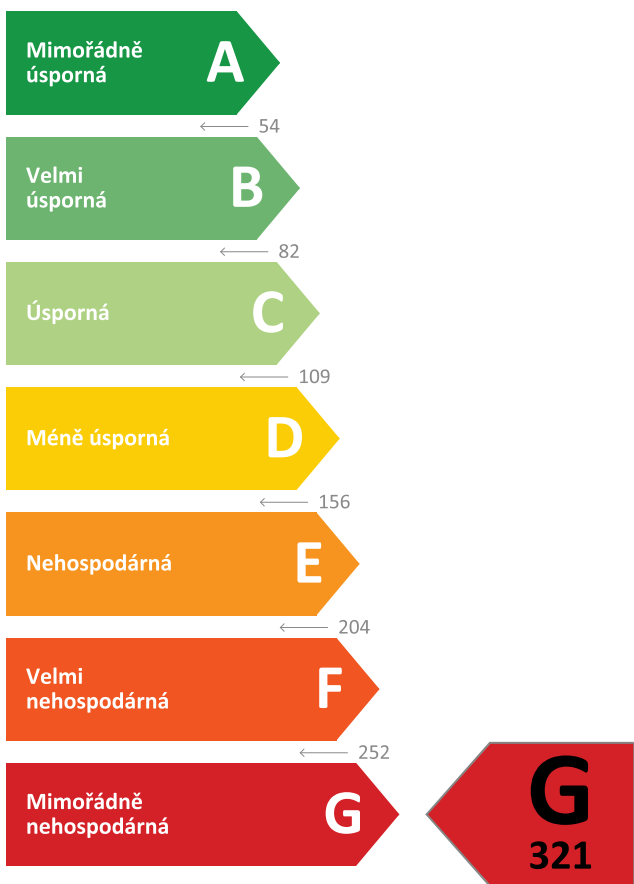 Mimořádně
úsporná
A
54
Velmi
úsporná
B
82
Úsporná
C
109
Méně úsporná
D
156
Nehospodárná
E
204
Velmi
nehospodárná
F
252
Mimořádně
nehospodárná
G
G
321